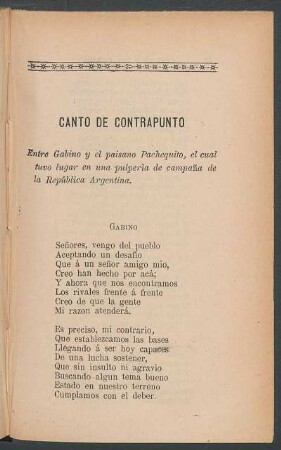 CANTO DE CONTRAPUNTO
Entre Gabino y el paisano Pachequito, el cual
tuvo lugar en una pulperia de campaña de
la República Argentina.
GABINO
Señores, vengo del pueblo
Aceptando un desafio
Que á un señor amigo mio,
Creo han hecho por acá;
Y ahora que nos encontramos
Los rivales frente á frente
Creo de que la gente
Mi razon atenderá.
Es preciso, mi contrario,
Que establezcamos las bases
Llegando á ser hoy capaces
De una lucha sostener,
Que sin insulto ni agravio
Buscando algun tema bueno
Estado en nuestro terreno
Cumplamos con el deber.